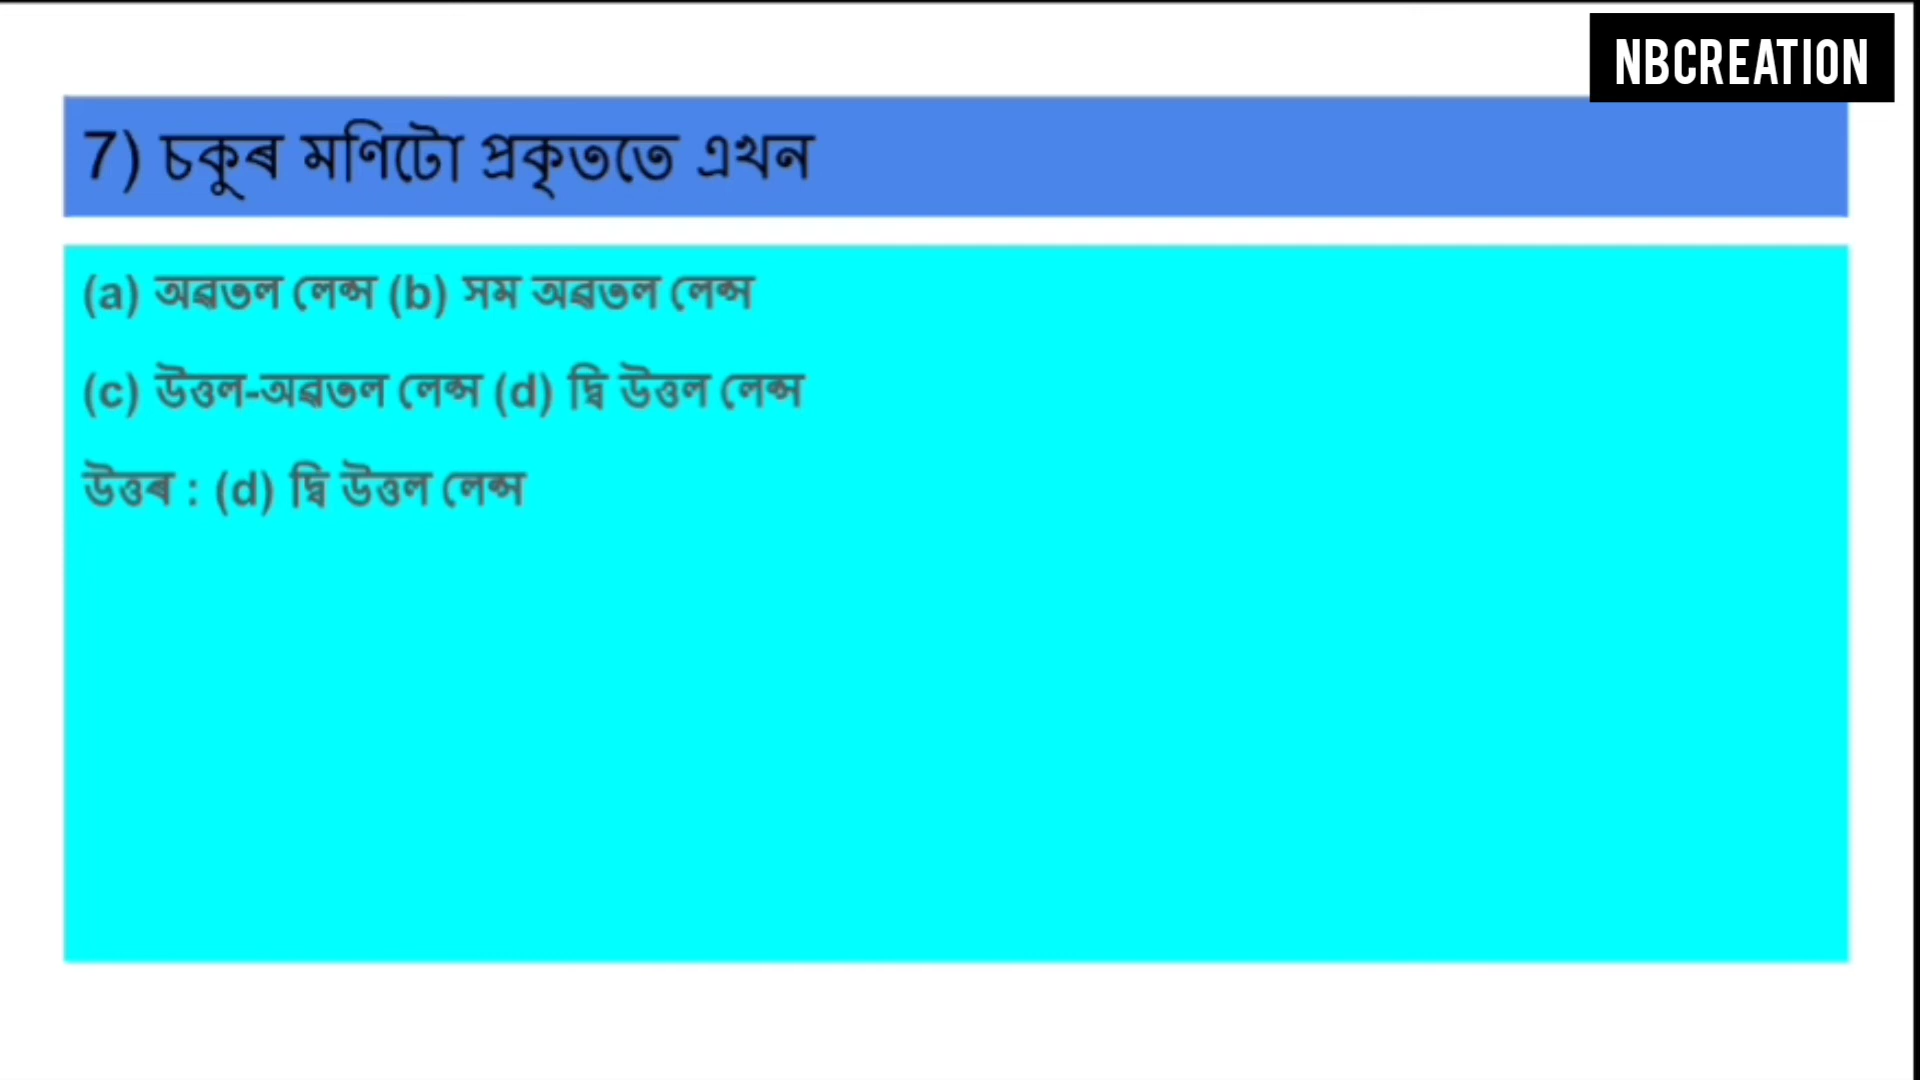 NBCREATION
7) চকুৰ মণিটো প্ৰকৃততে এখন
(a) অৱতল লেন্স (b) সম অৱতল লেন্স
(c) উত্তল-অৱতল লেন্স (d) দ্বি উত্তল লেন্স
উত্তৰ : (d) দ্বি উত্তল লেন্স